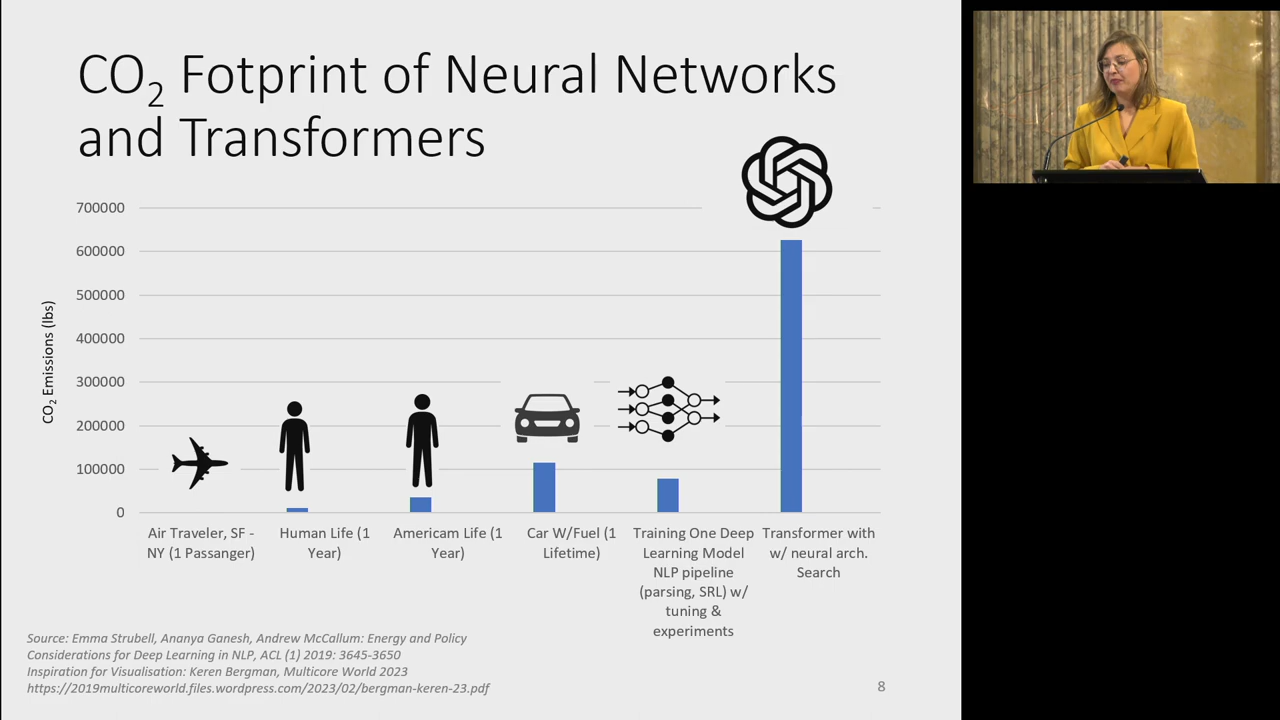 CO₂ Fotprint of Neural Networks
and Transformers
700000
600000
500000
400000
300000
200000
100000
0
CO₂ Emissions (lbs)
Air Traveler, SF -
NY (1 Passanger)
Human Life (1
Year)
Americam Life (1
Year)
Car W/Fuel (1
Lifetime)
Training One Deep
Learning Model
NLP pipeline
(parsing, SRL) w/
tuning &
experiments
Transformer with
w/ neural arch.
Search
Source: Emma Strubell, Ananya Ganesh, Andrew McCallum: Energy and Policy
Considerations for Deep Learning in NLP, ACL (1) 2019: 3645-3650
Inspiration for Visualisation: Keren Bergman, Multicore World 2023
https://2019multicoreworld.files.wordpress.com/2023/02/bergman-keren-23.pdf
8